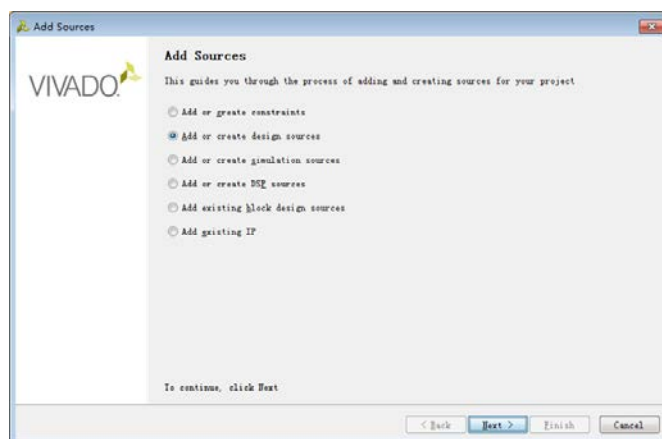 Add Sources
VIVADO.
Add Sources
This guides you through the process of adding and creating sources for your project
Add or create constraints
Add or create design sources
Add or create simulation sources
Add or create DSP sources
Add existing block design sources
Add existing IP
To continue, click Next
< Back Next > Finish Cancel